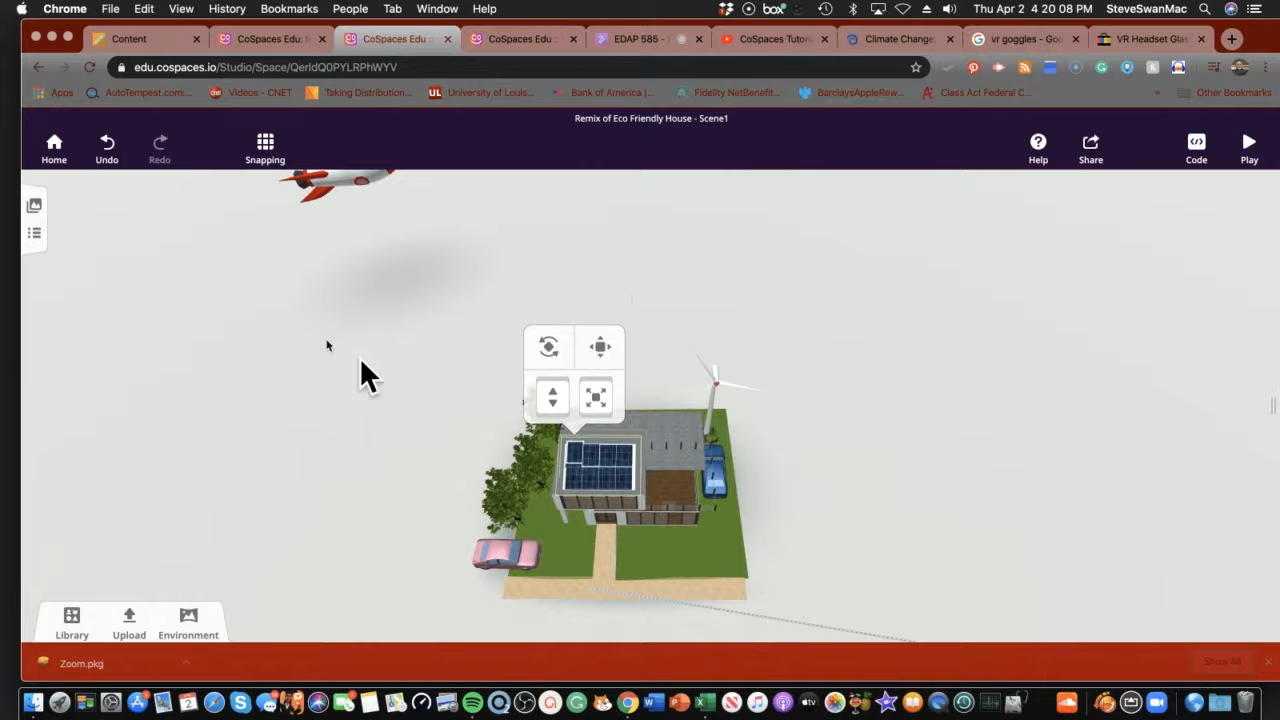 Chrome File Edit View History Bookmarks People Tab Window Help box Thu Apr 2 4:20:08 PM SteveSwanMac
Content CoSpaces Edu: M CoSpaces Edu :: CoSpaces Edu :: EDAP 585 - CoSpaces Tutori Climate Change: VR goggles - Goo VR Headset Glas
edu.cospaces.io/Studio/Space/QerIdQ0PYLRPhWYV
Apps AutoTempest.com:... Videos - CNET Taking Distribution... University of Louis... Bank of America |... Fidelity NetBenefit... BarclaysAppleRew... Class Act Federal C... » Other Bookmarks
Remix of Eco Friendly House - Scene1
Home Undo Redo Snapping Help Share Code Play
Library Upload Environment
Zoom.pkg Show All